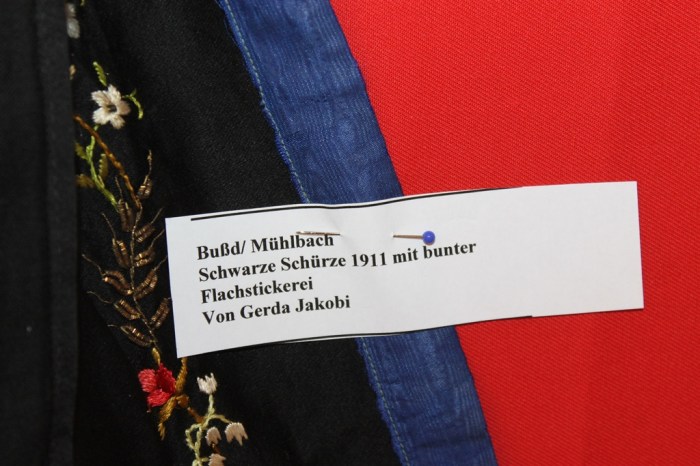 Bußd/ Mühlbach
Schwarze Schürze 1911 mit bunter
Flachstickerei
Von Gerda Jakobi